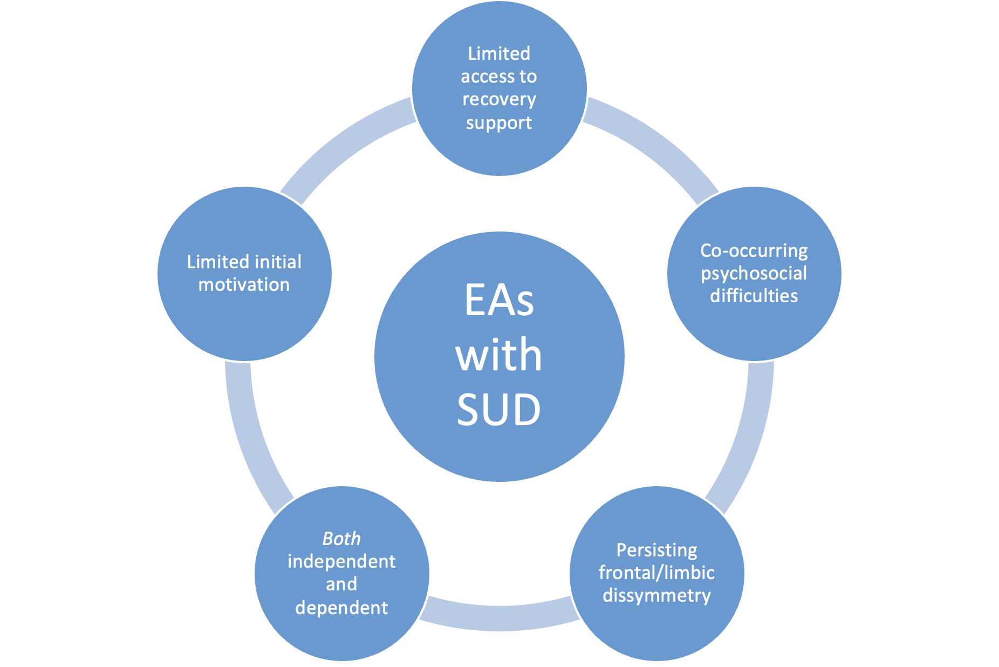 Limited
access to
recovery
support
Co-occurring
psychosocial
difficulties
Persisting
frontal/limbic
dissymmetry
Both
independent
and
dependent
Limited initial
motivation
EAs
with
SUD